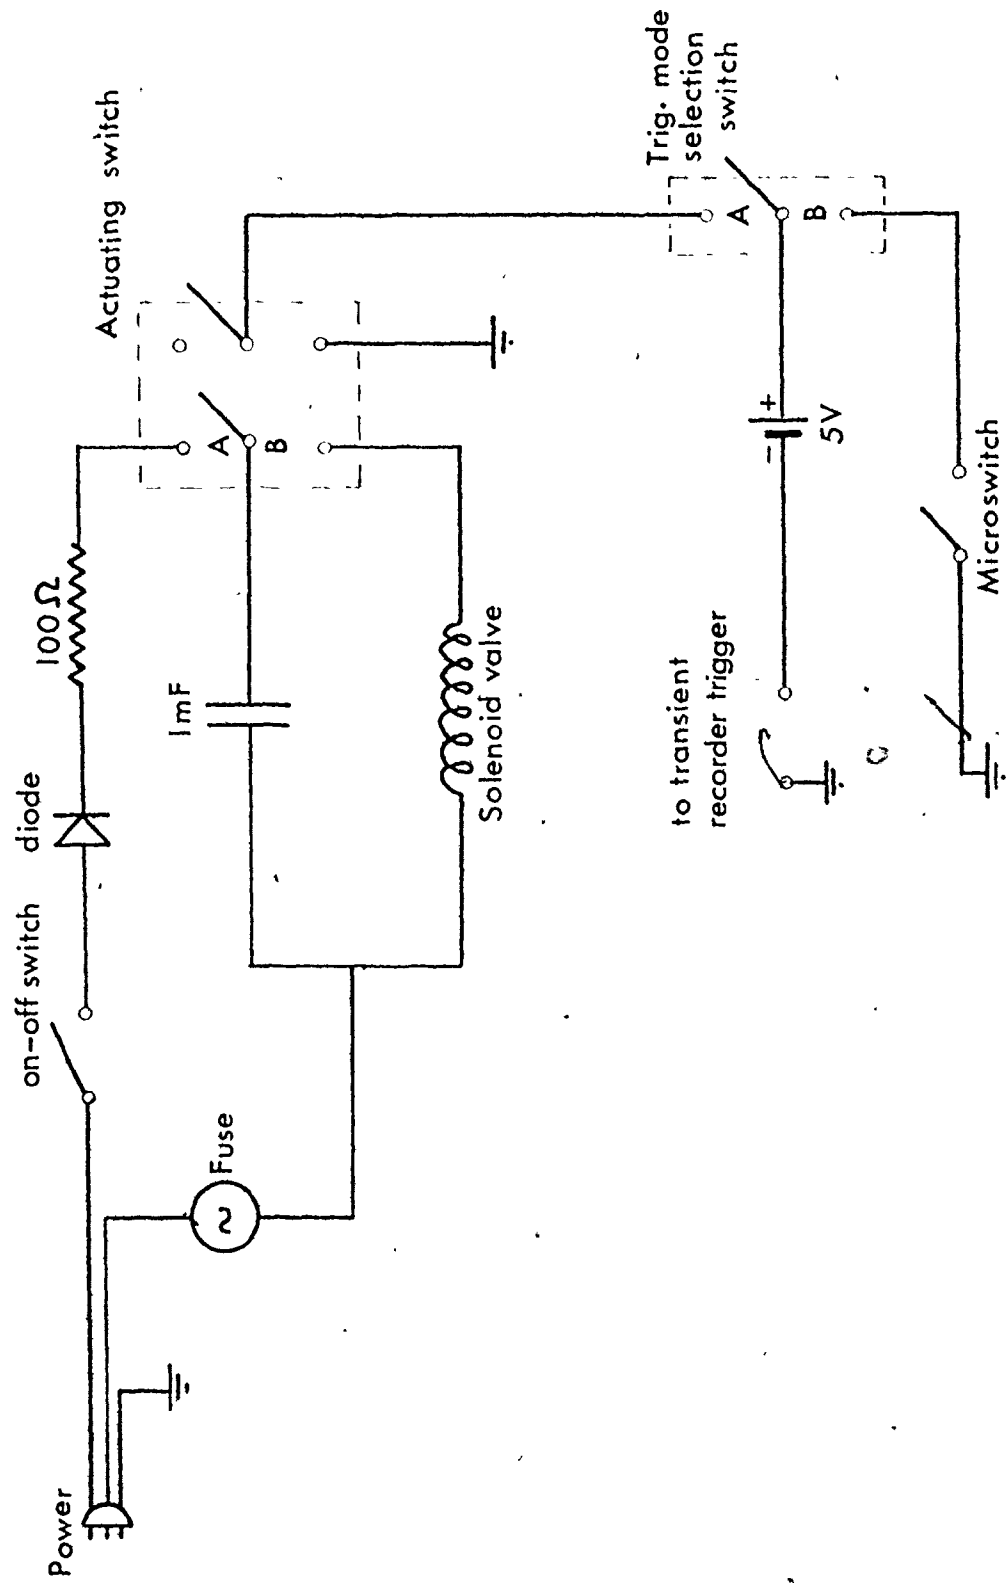 Power
on-off switch
diode
100Ω
Actuating switch
Fuse
1mF
A
B
Solenoid valve
Trig. mode
selection
switch
A
B
to transient
recorder trigger
- +
5V
Microswitch